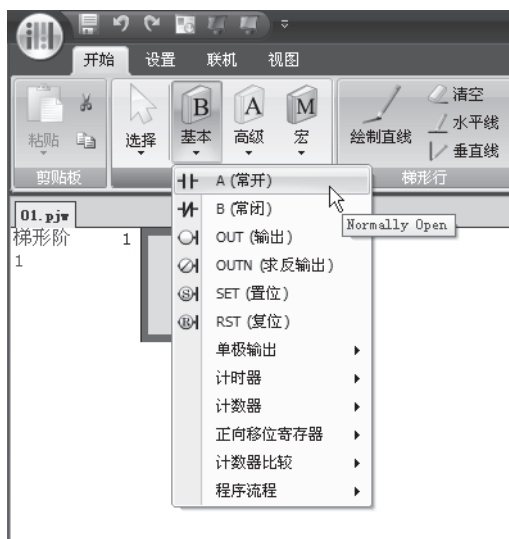 开始 设置 联机 视图
B A M
清空
水平线
粘贴 选择 基本 高级 宏 绘制直线
垂直线
剪贴板 梯形行
A (常开)
Normally Open
01.pjw
B (常闭)
梯形阶 1
OUT (输出)
1
OUTN (求反输出)
S SET (置位)
R RST (复位)
单极输出
计时器
计数器
正向移位寄存器
计数器比较
程序流程